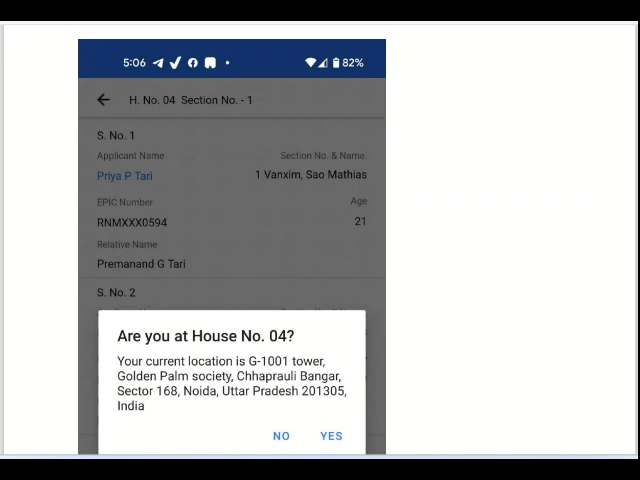 5:06 82%
H. No. 04 Section No. - 1
S. No. 1
Applicant Name Section No. & Name.
Priya P Tari 1 Vanxim, Sao Mathias
EPIC Number Age
RNMXXX0594 21
Relative Name
Premanand G Tari
S. No. 2
Are you at House No. 04?
Your current location is G-1001 tower,
Golden Palm society, Chhaprauli Bangar,
Sector 168, Noida, Uttar Pradesh 201305,
India
NO YES